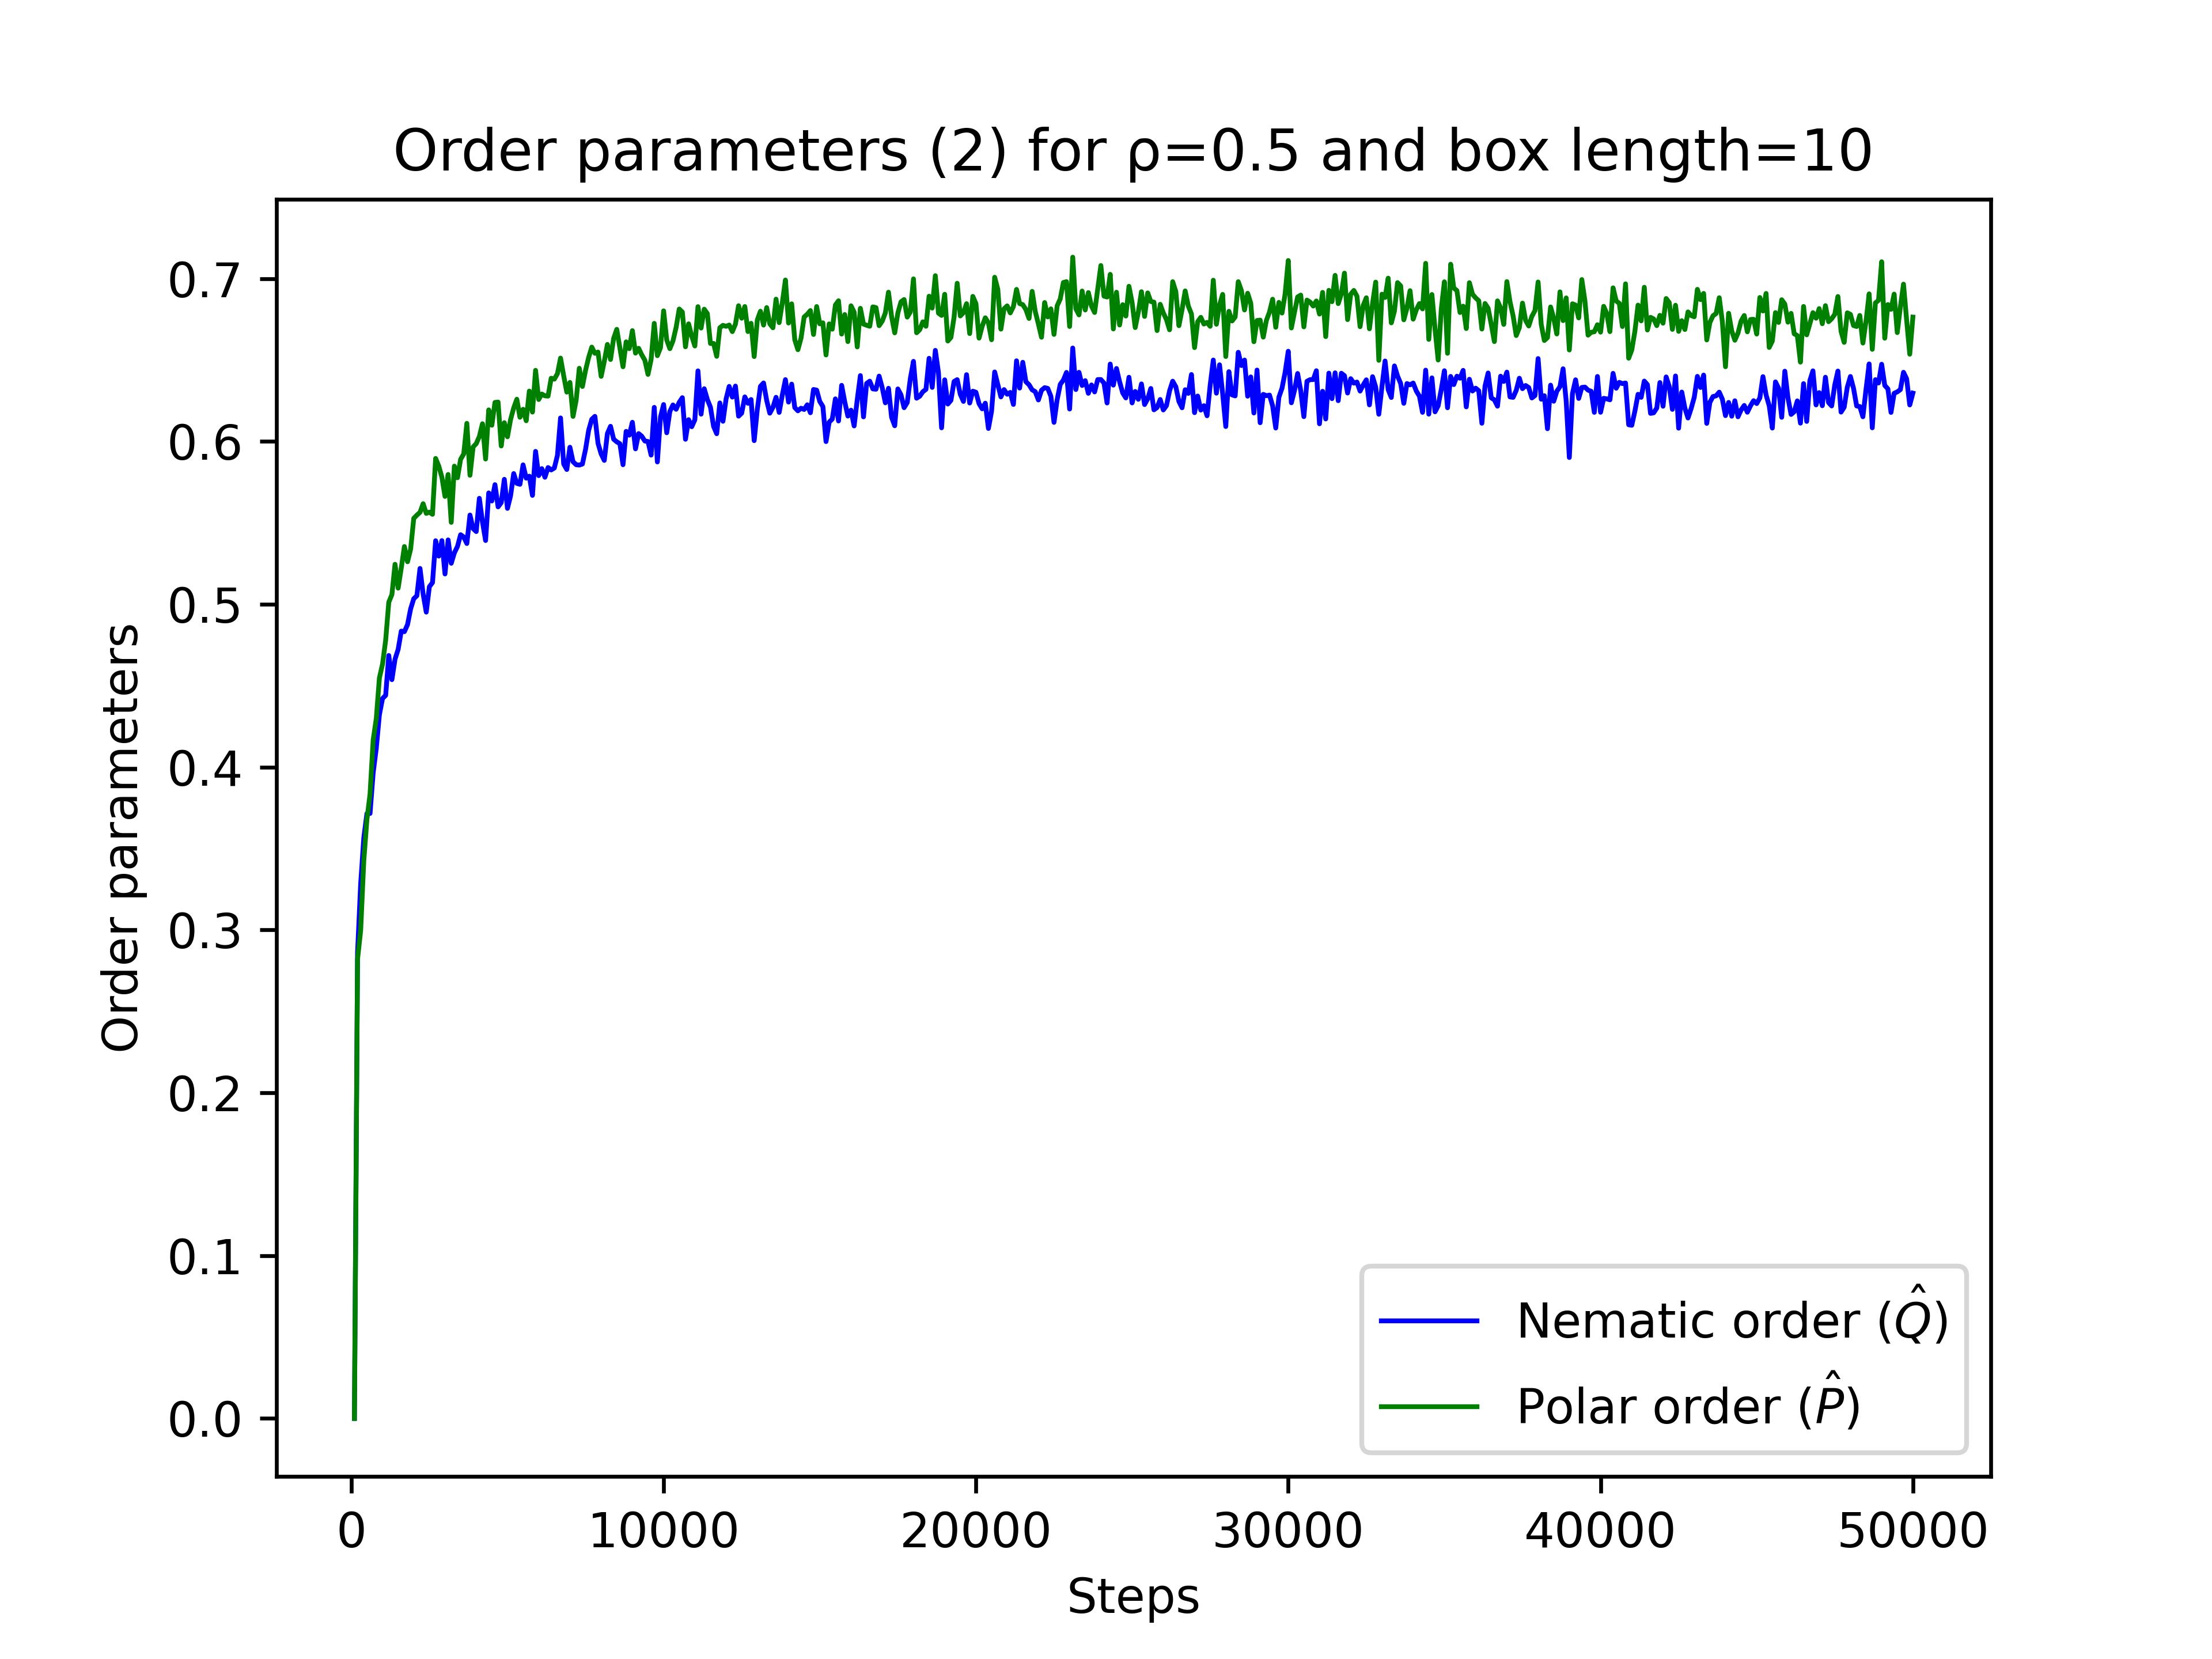 Order parameters (2) for ρ=0.5 and box length=10
Order parameters
0.7
0.6
0.5
0.4
0.3
0.2
0.1
0.0
Nematic order (Q̂)
Polar order (P̂)
0 10000 20000 30000 40000 50000
Steps